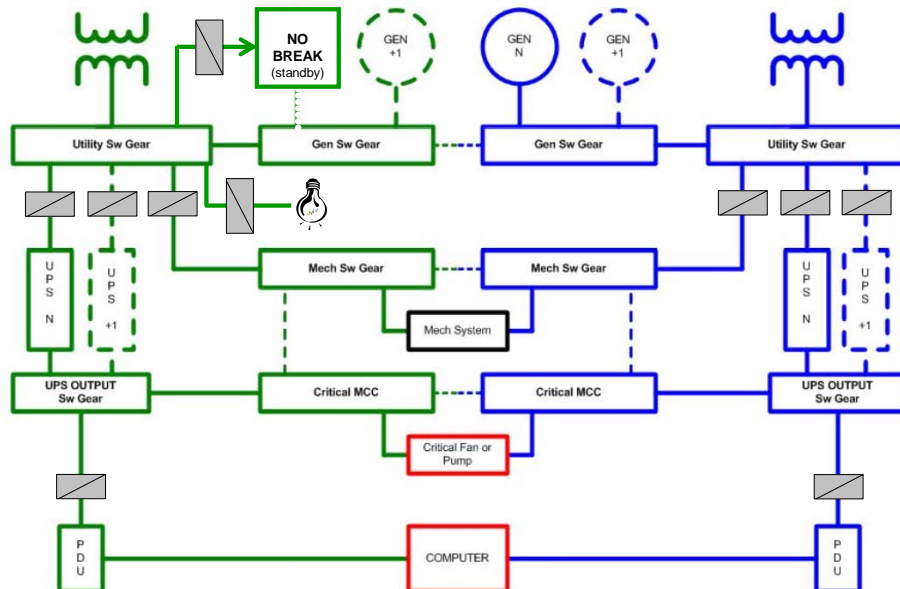 NO
BREAK
(standby)
GEN
+1
GEN
N
GEN
+1
Utility Sw Gear
Gen Sw Gear
Gen Sw Gear
Utility Sw Gear
U
P
S
N
U
P
S
+1
Mech Sw Gear
Mech Sw Gear
U
P
S
N
U
P
S
+1
Mech System
UPS OUTPUT
Sw Gear
Critical MCC
Critical MCC
UPS OUTPUT
Sw Gear
Critical Fan or
Pump
P
D
U
COMPUTER
P
D
U